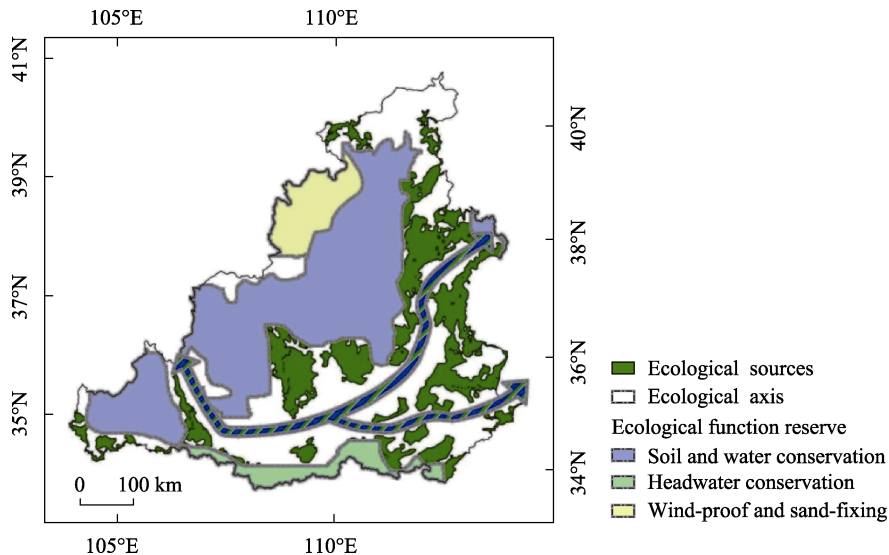 105°E 110°E
41°N
39°N
37°N
35°N
40°N
38°N
36°N
34°N
0 100 km
105°E 110°E
Ecological sources
Ecological axis
Ecological function reserve
Soil and water conservation
Headwater conservation
Wind-proof and sand-fixing